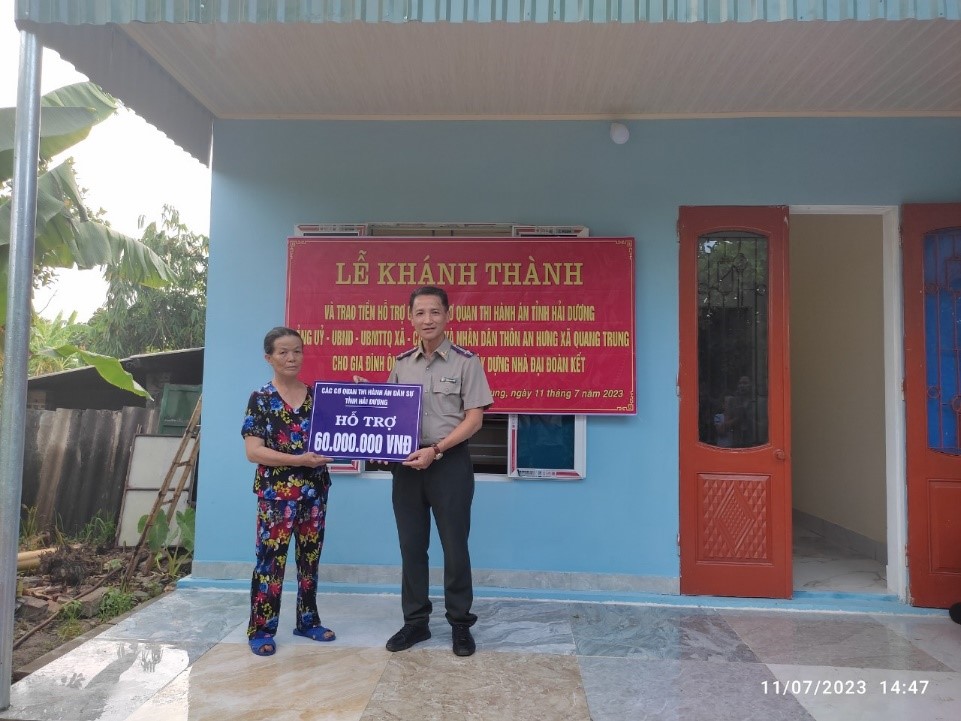 LỄ KHÁNH THÀNH
VÀ TRAO TIỀN HỖ TRỢ QUAN THI HÀNH ÁN TỈNH HẢI DƯƠNG
UỶ - UBND - UBNTTQ XÃ - NHÂN DÂN THÔN AN HƯNG XÃ QUANG TRUNG
CHO GIA ĐÌNH DỰNG NHÀ ĐẠI ĐOÀN KẾT
ngày 11 tháng 7 năm 2023
CÁC CƠ QUAN THI HÀNH ÁN DÂN SỰ
TỈNH HẢI DƯƠNG
HỖ TRỢ
60.000.000 VNĐ
11/07/2023 14:47